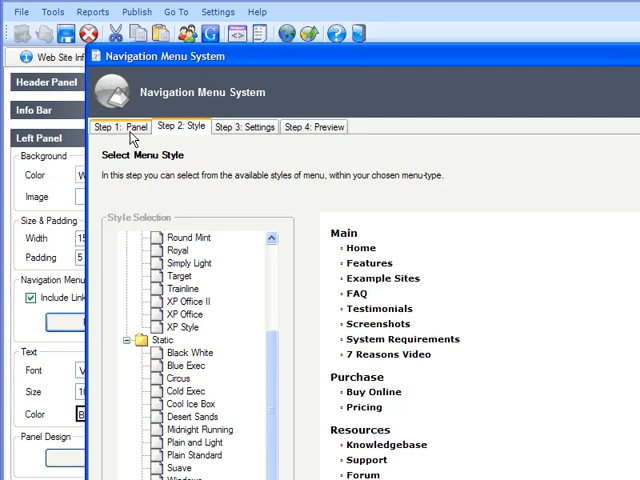 File Tools Reports Publish Go To Settings Help
Navigation Menu System
Web Site Inf
Navigation Menu System
Header Panel
Info Bar
Left Panel
Step 1: Panel Step 2: Style Step 3: Settings Step 4: Preview
Select Menu Style
In this step you can select from the available styles of menu, within your chosen menu-type.
Background
Color W
Image
Size & Padding
Width 15
Padding 5
Navigation Menu
Include Link
Text
Font V
Size 10
Color B
Panel Design
Style Selection
Round Mint
Royal
Simply Light
Target
Trainline
XP Office II
XP Office
XP Style
Static
Black White
Blue Exec
Circus
Cold Exec
Cool Ice Box
Desert Sands
Midnight Running
Plain and Light
Plain Standard
Suave
Main
Home
Features
Example Sites
FAQ
Testimonials
Screenshots
System Requirements
7 Reasons Video
Purchase
Buy Online
Pricing
Resources
Knowledgebase
Support
Forum